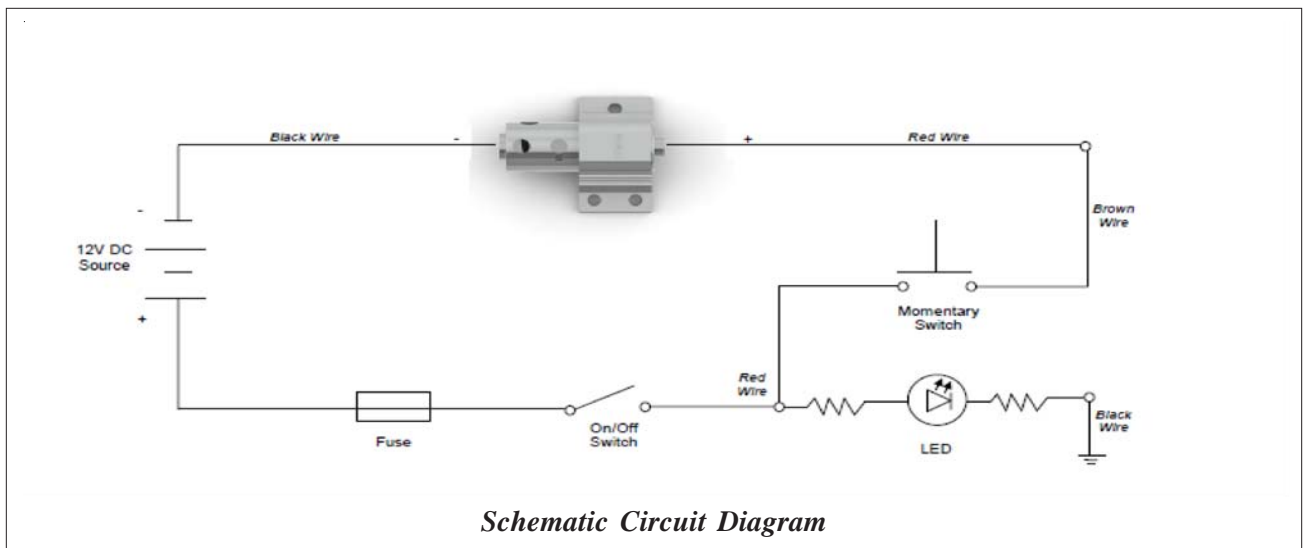 Black Wire
-
+
Red Wire
-
12V DC
Source
+
Brown
Wire
Momentary
Switch
Red
Wire
Fuse
On/Off
Switch
LED
Black
Wire
Schematic Circuit Diagram